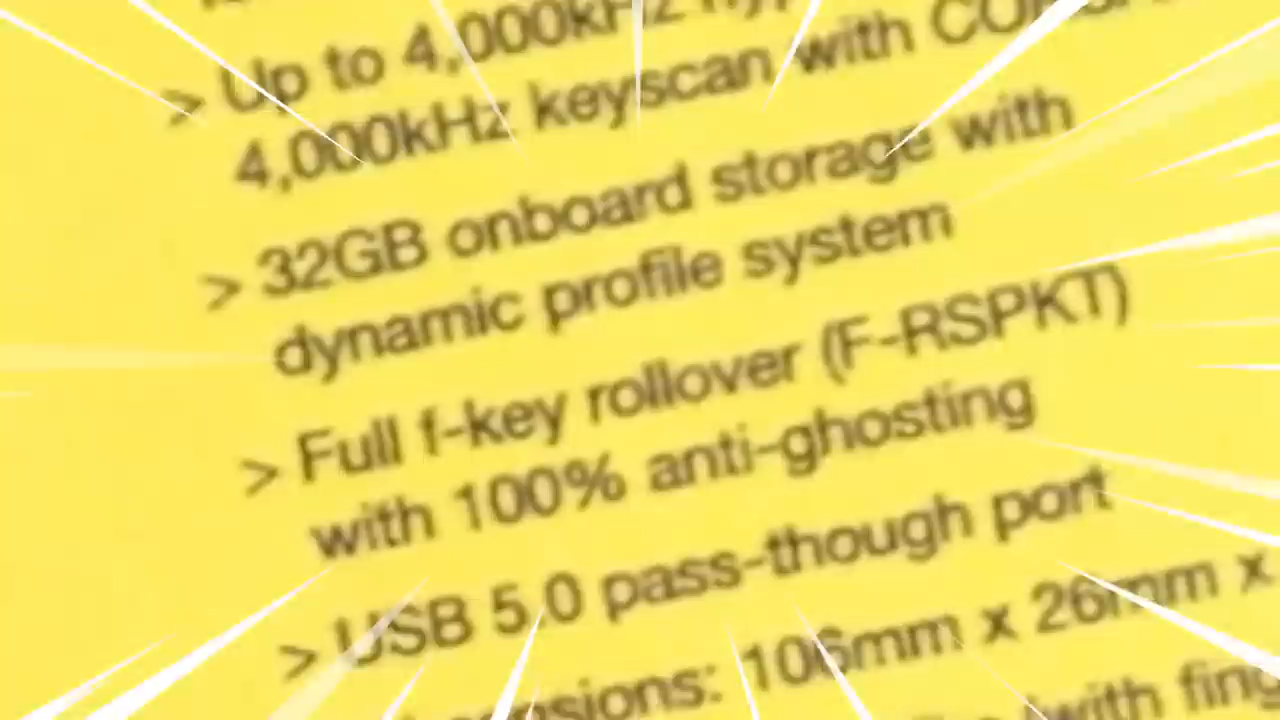 > Up to 4,000kHz
4,000kHz keyscan with
> 32GB onboard storage with
dynamic profile system
> Full f-key rollover (F-RSPKT)
with 100% anti-ghosting
> USB 5.0 pass-though port
106mm x 26mm x
(with